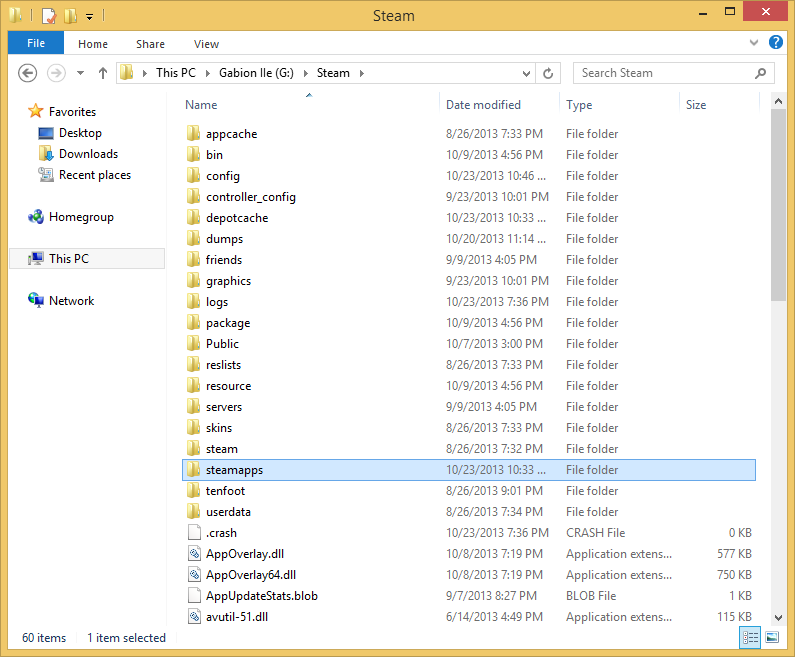 Steam
File Home Share View
This PC Gabion Ile (G:) Steam Search Steam
Name Date modified Type Size
Favorites
Desktop
Downloads
Recent places
Homegroup
This PC
Network
appcache 8/26/2013 7:33 PM File folder
bin 10/9/2013 4:56 PM File folder
config 10/23/2013 10:46 ... File folder
controller_config 9/23/2013 10:01 PM File folder
depotcache 10/23/2013 10:33 ... File folder
dumps 10/20/2013 11:14 ... File folder
friends 9/9/2013 4:05 PM File folder
graphics 9/23/2013 10:01 PM File folder
logs 10/23/2013 7:36 PM File folder
package 10/9/2013 4:56 PM File folder
Public 10/7/2013 3:00 PM File folder
reslists 8/26/2013 7:33 PM File folder
resource 10/9/2013 4:56 PM File folder
servers 9/9/2013 4:05 PM File folder
skins 8/26/2013 7:33 PM File folder
steam 8/26/2013 7:32 PM File folder
steamapps 10/23/2013 10:33 ... File folder
tenfoot 8/26/2013 9:01 PM File folder
userdata 8/26/2013 7:34 PM File folder
.crash 10/23/2013 7:36 PM CRASH File 0 KB
AppOverlay.dll 10/8/2013 7:19 PM Application extens... 577 KB
AppOverlay64.dll 10/8/2013 7:19 PM Application extens... 750 KB
AppUpdateStats.blob 9/7/2013 8:27 PM BLOB File 1 KB
avutil-51.dll 6/14/2013 4:49 PM Application extens... 115 KB
60 items 1 item selected